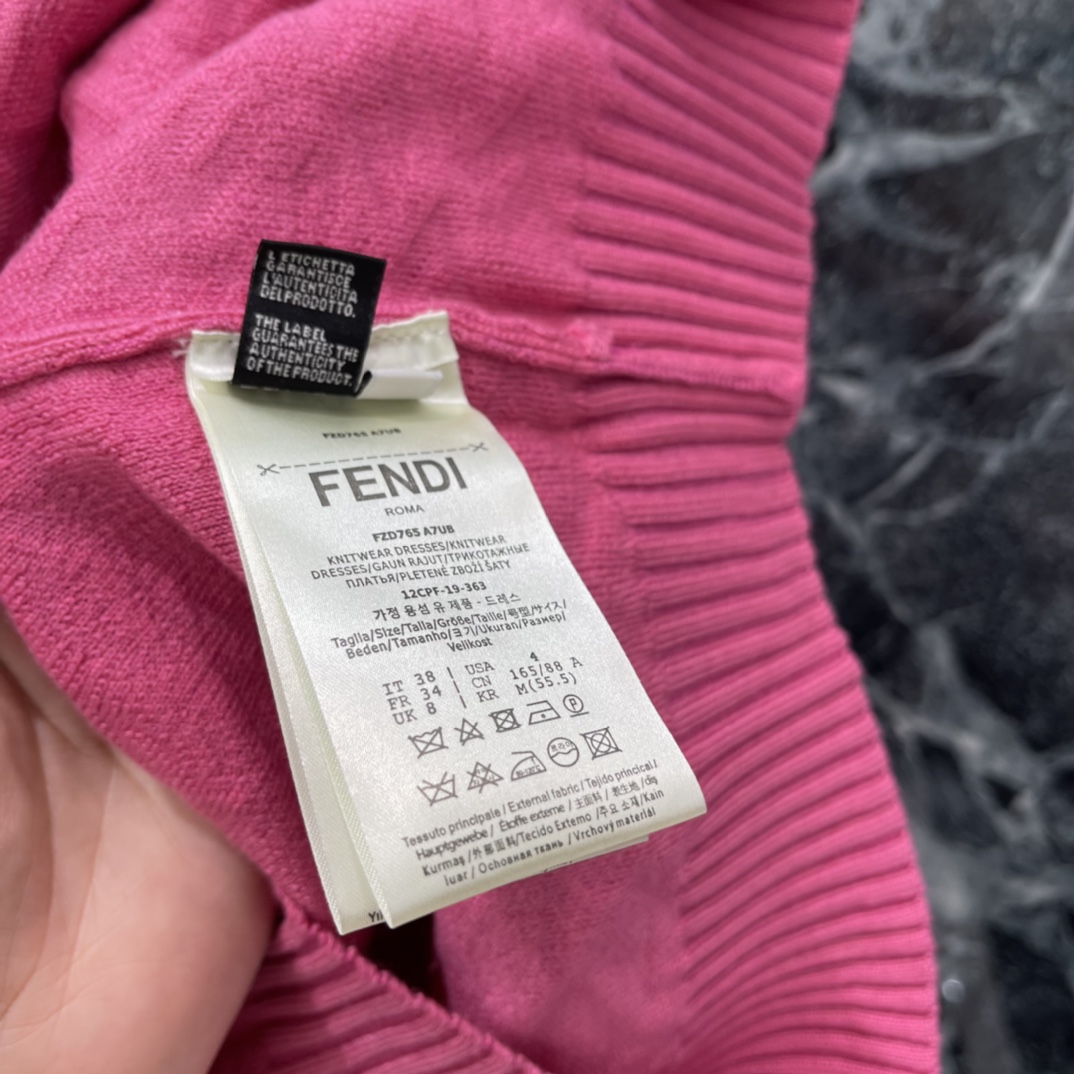 L'ETICHETTA
GARANTISCE
L'AUTENTICITA
DEL PRODOTTO.
THE LABEL
GUARANTEES THE
AUTHENTICITY
OF THE PRODUCT.
FZD765 A7UB
FENDI
ROMA
FZD765 A7UB
KNITWEAR DRESSES/KNITWEAR
DRESSES/GAUN RAJUT/ТРИКОТАЖНЫЕ
ПЛАТЬЯ/PLETENÉ ZBOŽÍ ŠATY
12CPF-19-363
가정용 섬유 제품 - 드레스
Taglia/Size/Talla/Größe/Taille/号型/サイズ/
Beden/Tamanho/크기/Ukuran/Размер/
Velikost
IT 38 | USA 4
FR 34 | CN 165/88 A
UK 8 | KR M(55.5)
Tessuto principale / External fabric / Tejido principal /
Hauptgewebe / Étoffe externe / 主面料 / 表生地 /dış
Kurmaş /外部面料/Tecido Externo /주요 소재/Kain
luar / Основная ткань / Vrchový materiál